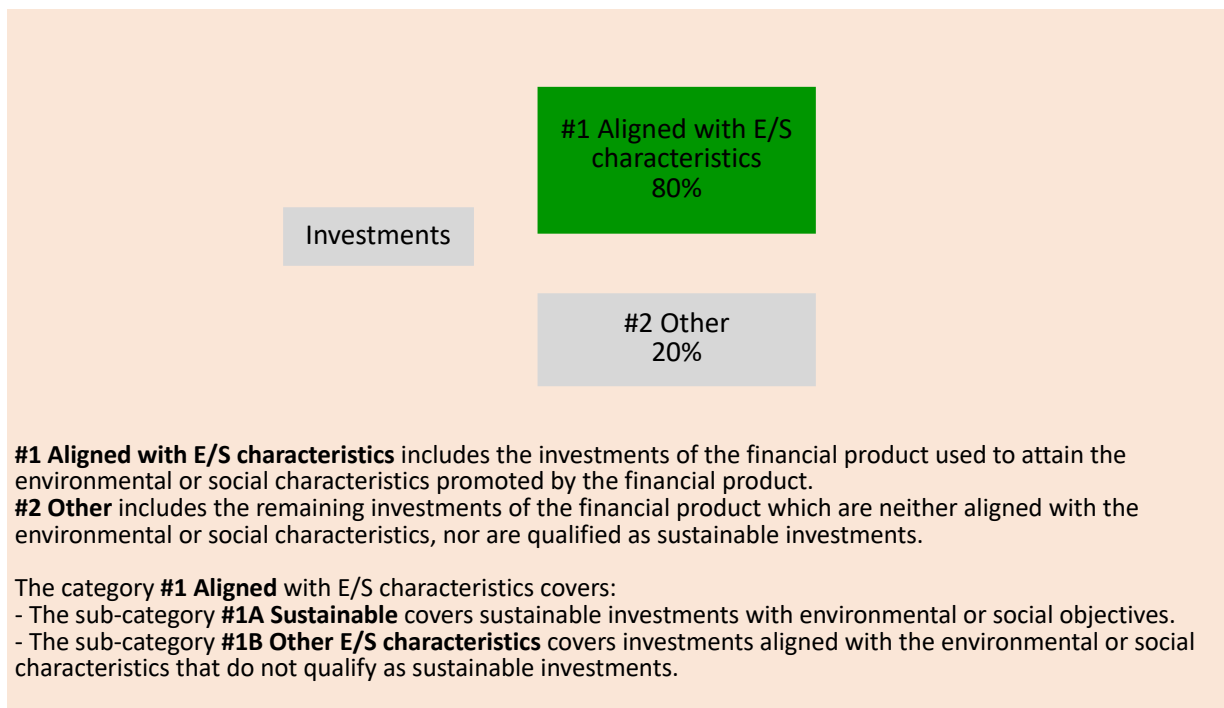 #1 Aligned with E/S
characteristics
80%
Investments
#2 Other
20%
#1 Aligned with E/S characteristics includes the investments of the financial product used to attain the
environmental or social characteristics promoted by the financial product.
#2 Other includes the remaining investments of the financial product which are neither aligned with the
environmental or social characteristics, nor are qualified as sustainable investments.
The category #1 Aligned with E/S characteristics covers:
- The sub-category #1A Sustainable covers sustainable investments with environmental or social objectives.
- The sub-category #1B Other E/S characteristics covers investments aligned with the environmental or social
characteristics that do not qualify as sustainable investments.